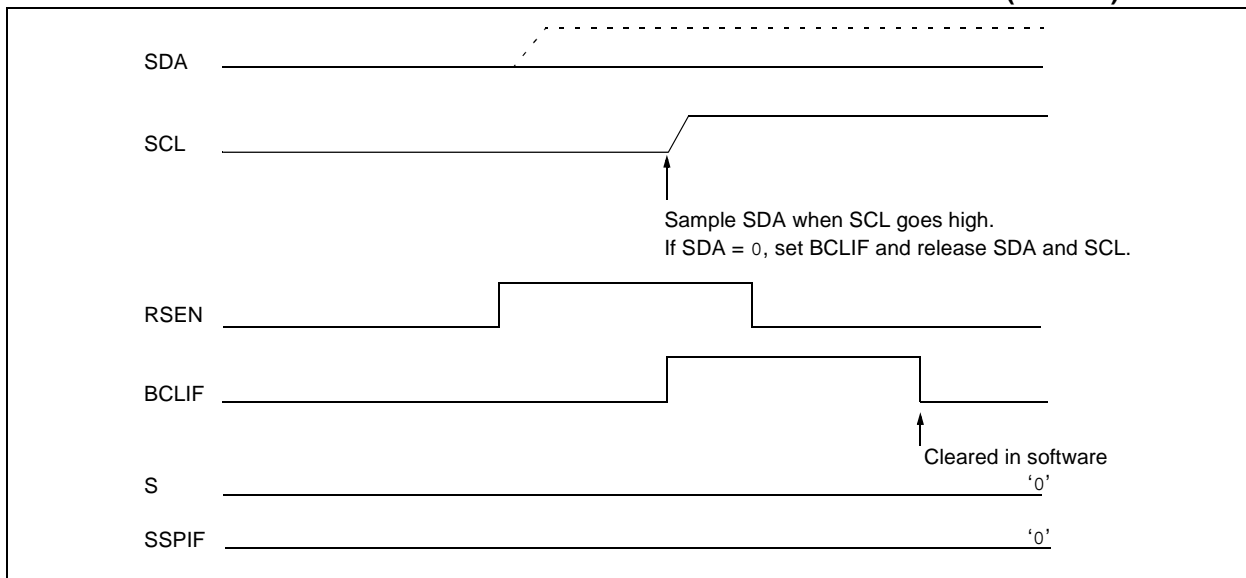 SDA
SCL
Sample SDA when SCL goes high.
If SDA = 0, set BCLIF and release SDA and SCL.
RSEN
BCLIF
Cleared in software
S
‘0’
SSPIF
‘0’